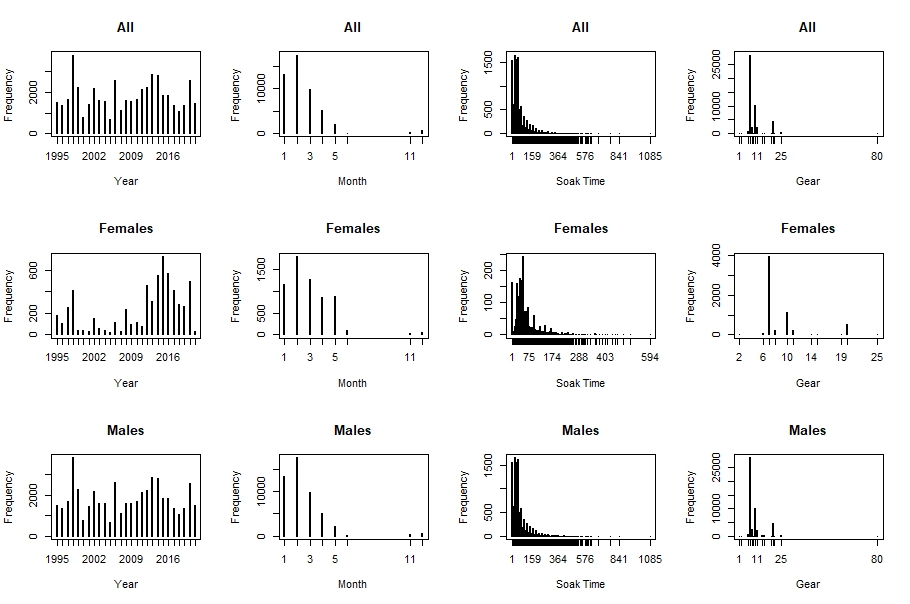 All All All All
Frequency Frequency Frequency Frequency
2000 0
10000 0
1500 500 0
25000 10000 0
1995 2002 2009 2016
1 3 5 11
1 159 364 576 841 1085
1 11 25 80
Year Month Soak Time Gear
Females Females Females Females
Frequency Frequency Frequency Frequency
600 200 0
1500 500 0
200 100 0
4000 2000 0
1995 2002 2009 2016
1 3 5 11
1 75 174 288 403 594
2 6 10 14 19 25
Year Month Soak Time Gear
Males Males Males Males
Frequency Frequency Frequency Frequency
2000 0
10000 0
1500 500 0
25000 10000 0
1995 2002 2009 2016
1 3 5 11
1 159 364 576 841 1085
1 11 25 80
Year Month Soak Time Gear